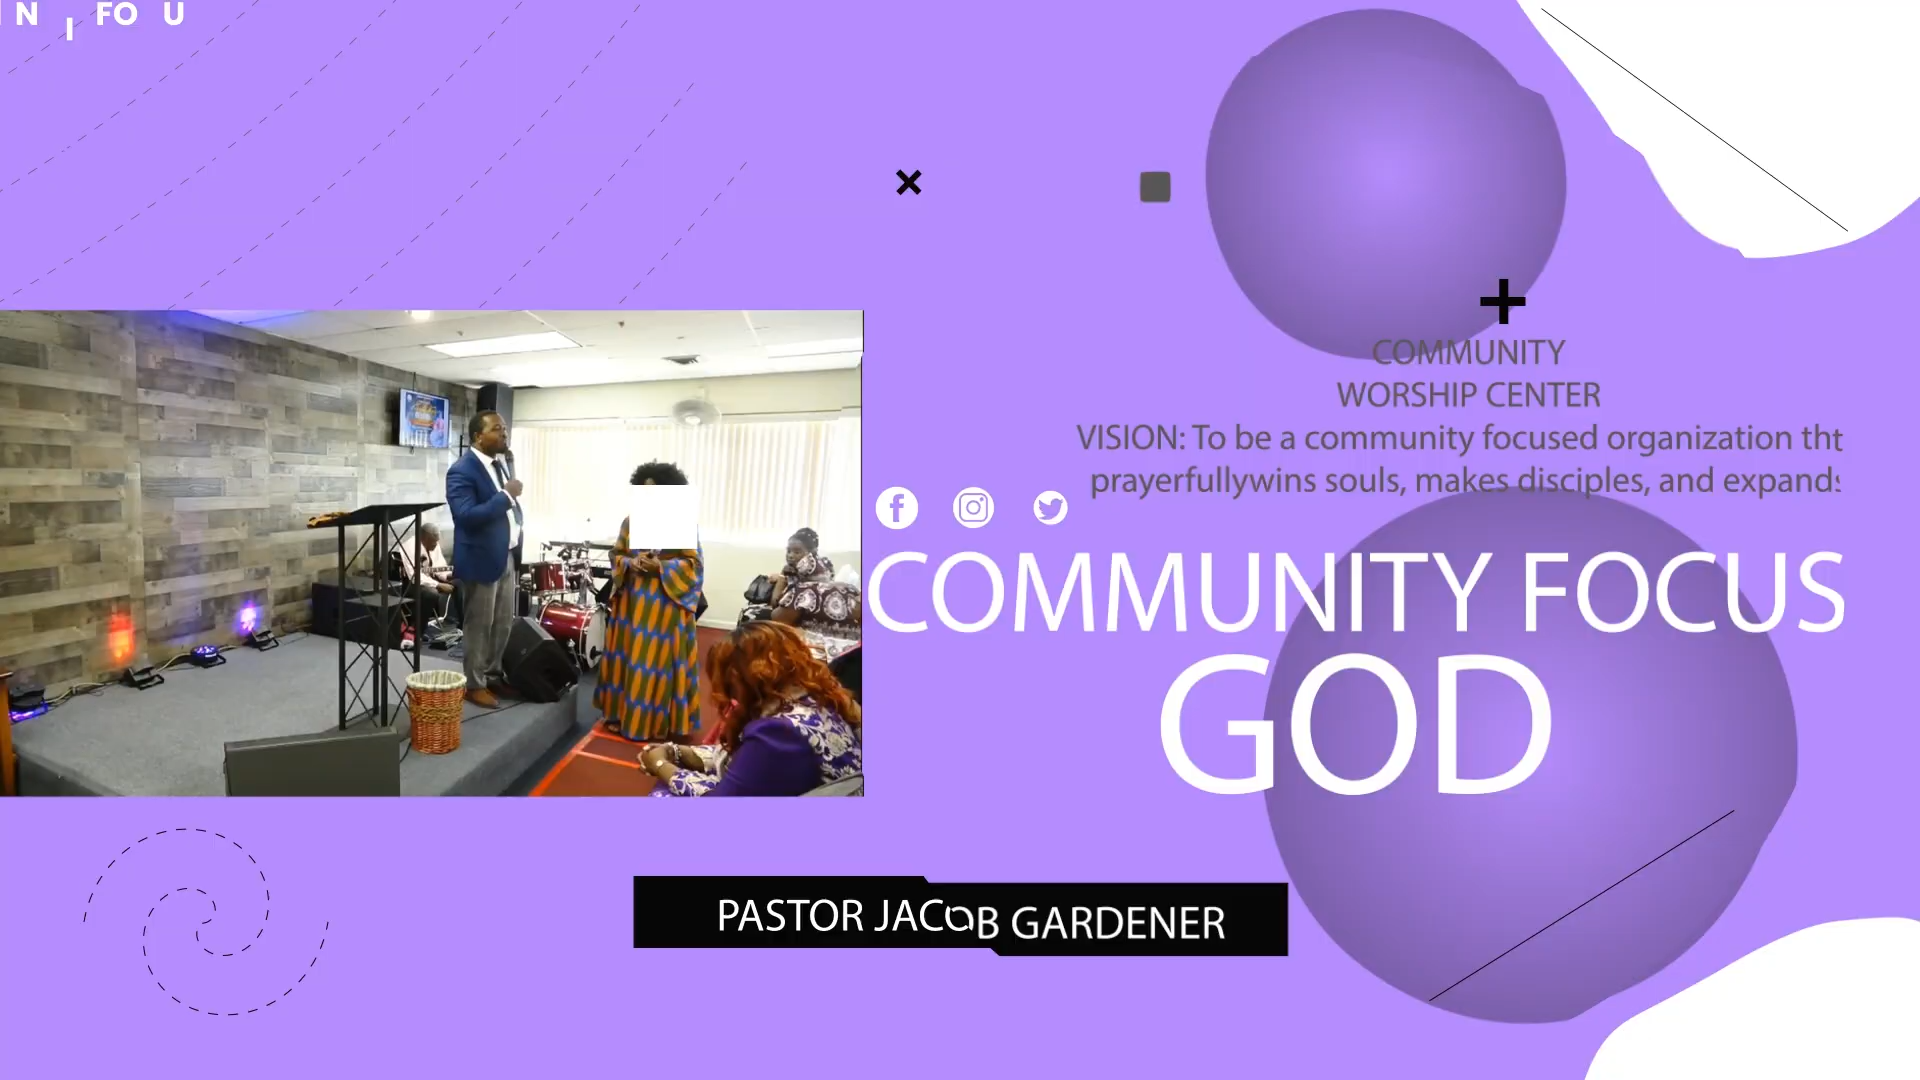 N I FO U
COMMUNITY
WORSHIP CENTER
VISION: To be a community focused organization tht
prayerfullywins souls, makes disciples, and expands
COMMUNITY FOCUS
GOD
PASTOR JACOB GARDENER